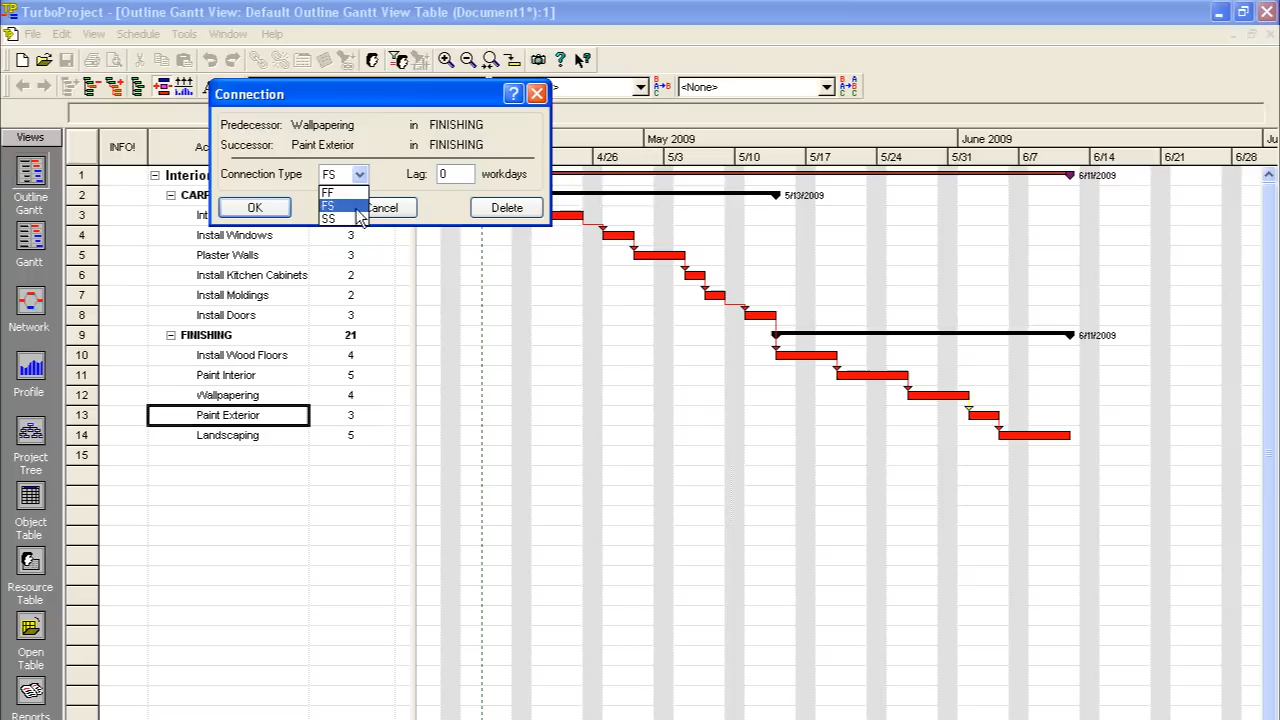 TurboProject - [Outline Gantt View: Default Outline Gantt View Table (Document1*):1]
File Edit View Schedule Tools Window Help
<None>
Connection
Predecessor: Wallpapering in FINISHING
Successor: Paint Exterior in FINISHING
Connection Type FS Lag: 0 workdays
FF
FS
SS
OK Cancel Delete
Views
Outline Gantt
Gantt
Network
Profile
Project Tree
Object Table
Resource Table
Open Table
Reports
INFO! Ac May 2009 June 2009 Ju
4/26 5/3 5/10 5/17 5/24 5/31 6/7 6/14 6/21 6/28
1 Interior 6/11/2009
2 CARP 5/13/2009
3 Int
4 Install Windows 3
5 Plaster Walls 3
6 Install Kitchen Cabinets 2
7 Install Moldings 2
8 Install Doors 3
9 FINISHING 21 6/11/2009
10 Install Wood Floors 4
11 Paint Interior 5
12 Wallpapering 4
13 Paint Exterior 3
14 Landscaping 5
15